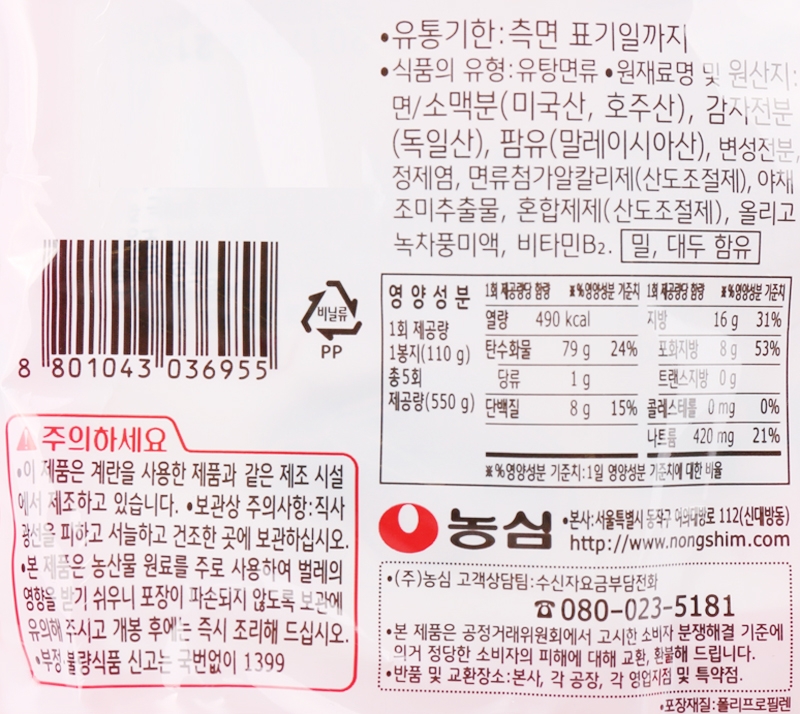 •유통기한:측면 표기일까지
•식품의 유형:유탕면류 •원재료명 및 원산지:
면/소맥분(미국산, 호주산), 감자전분
(독일산), 팜유(말레이시아산), 변성전분,
정제염, 면류첨가알칼리제(산도조절제), 야채
조미추출물, 혼합제제(산도조절제), 올리고
녹차풍미액, 비타민B2. 밀, 대두 함유
영양성분
1회 제공량
1봉지(110 g)
총 5회
제공량(550 g)
1회 제공량당 함량 ※%영양성분 기준치 1회 제공량당 함량 ※%영양성분 기준치
열량 490 kcal 지방 16 g 31%
탄수화물 79 g 24% 포화지방 8 g 53%
당류 1 g 트랜스지방 0 g
단백질 8 g 15% 콜레스테롤 0 mg 0%
나트륨 420 mg 21%
※%영양성분 기준치:1일 영양성분 기준치에 대한 비율
비닐류
PP
8 801043 036955
주의하세요
•이 제품은 계란을 사용한 제품과 같은 제조 시설
에서 제조하고 있습니다. •보관상 주의사항:직사
광선을 피하고 서늘하고 건조한 곳에 보관하십시오.
•본 제품은 농산물 원료를 주로 사용하여 벌레의
영향을 받기 쉬우니 포장이 파손되지 않도록 보관에
유의해 주시고 개봉 후에는 즉시 조리해 드십시오.
•부정·불량식품 신고는 국번없이 1399
농심 •본사:서울특별시 동작구 여의대방로 112(신대방동)
http://www.nongshim.com
•(주)농심 고객상담팀:수신자요금부담전화
☎080-023-5181
•본 제품은 공정거래위원회에서 고시한 소비자 분쟁해결 기준에
의거 정당한 소비자의 피해에 대해 교환, 환불해 드립니다.
•반품 및 교환장소:본사, 각 공장, 각 영업지점 및 특약점.
•포장재질:폴리프로필렌